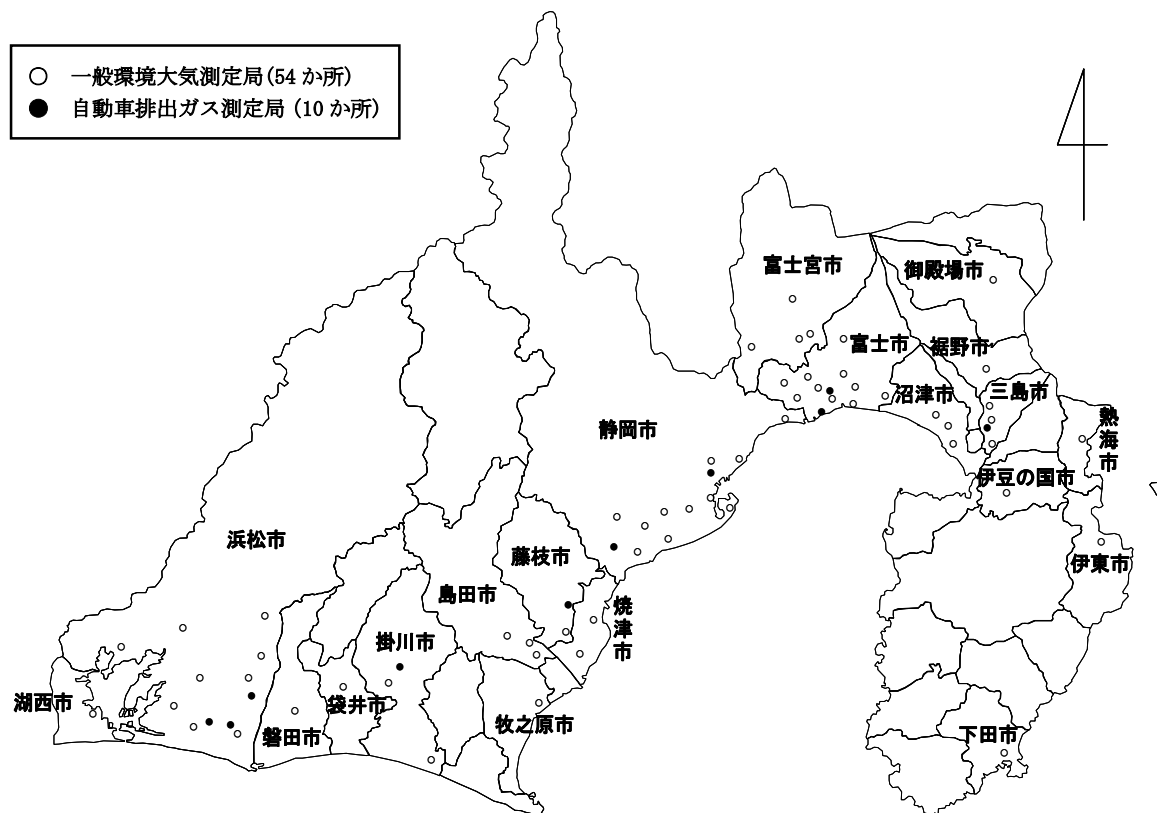 ○ 一般環境大気測定局(54 か所)
● 自動車排出ガス測定局 (10 か所)
富士宮市
御殿場市
富士市
裾野市
沼津市
三島市
熱海市
静岡市
伊豆の国市
浜松市
藤枝市
伊東市
島田市
焼津市
掛川市
湖西市
袋井市
牧之原市
磐田市
下田市